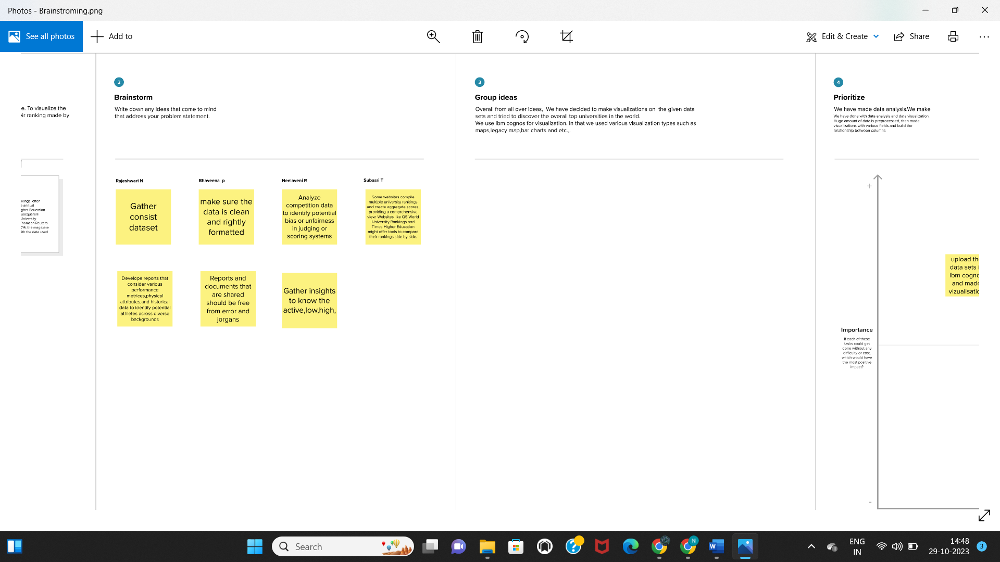 Photos - Brainstroming.png
See all photos
Add to
Edit & Create
Share
e. To visualize the
eir ranking made by
nkings, often
e annual
gher Education
uacquarelli
University
Thomson Reuters
014, the magazine
ith the data used
2
Brainstorm
Write down any ideas that come to mind
that address your problem statement.
Rajeshwari N
Bhaveena p
Neelaveni R
Subasri T
Gather
consist
dataset
make sure the
data is clean
and rightly
formatted
Analyze
competition data
to identify potential
bias or unfairness
in judging or
scoring systems
Some websites compile
multiple university rankings
and create aggregate scores,
providing a comprehensive
view. Websites like QS World
University Rankings and
Times Higher Education
might offer tools to compare
their rankings side by side.
Develope reports that
consider various
performance
metrices,physical
attributes,and historical
data to identify potential
athletes across diverse
backgrounds
Reports and
documents that
are shared
should be free
from error and
jorgans
Gather insights
to know the
active,low,high,
3
Group ideas
Overall from all over ideas, We have decided to make visualizations on the given data
sets and tried to discover the overall top universities in the world.
We use ibm cognos for visualization. In that we used various visualization types such as
maps,legacy map,bar charts and etc.,.
4
Prioritize
We have made data analysis.We make
We have done with data analysis and data visualization.
Huge amount of data is preprocessed, then made
visualizations with various fields and build the
relationship between columns
+
upload the
data sets i
ibm cogno
and made
vizualisatio
Importance
If each of these
tasks could get
done without any
difficulty or cost,
which would have
the most positive
impact?
-
Search
N
W
ENG
IN
14:48
29-10-2023
3